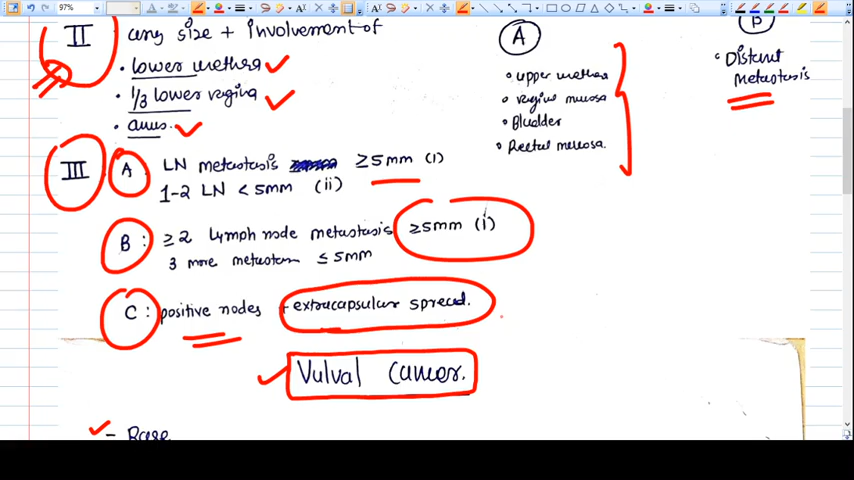 97%
II any size + involvement of
• lower urethra
• 1/3 lower vagina
• anus.
A
• upper urethra
• vagina mucosa
• Bladder
• Rectal mucosa.
B
• Distant
metastasis
III A LN metastasis ≥5mm (i)
1-2 LN < 5mm (ii)
B : ≥2 Lymph node metastasis ≥5mm (i)
3 more metastasis ≤ 5mm
C : positive nodes + extracapsular spread.
Vulval Cancer.
- Rare